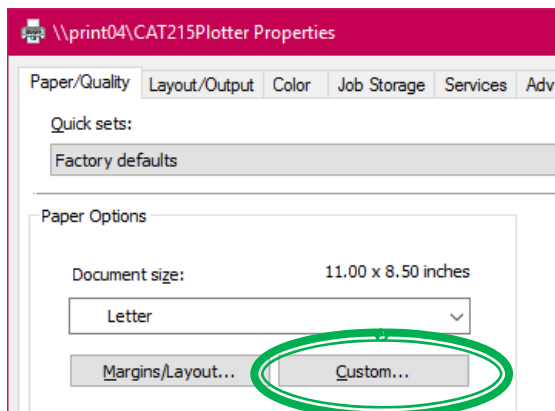 \\print04\CAT215Plotter Properties
Paper/Quality Layout/Output Color Job Storage Services Adv
Quick sets:
Factory defaults
Paper Options
Document size: 11.00 x 8.50 inches
Letter
Margins/Layout... Custom...